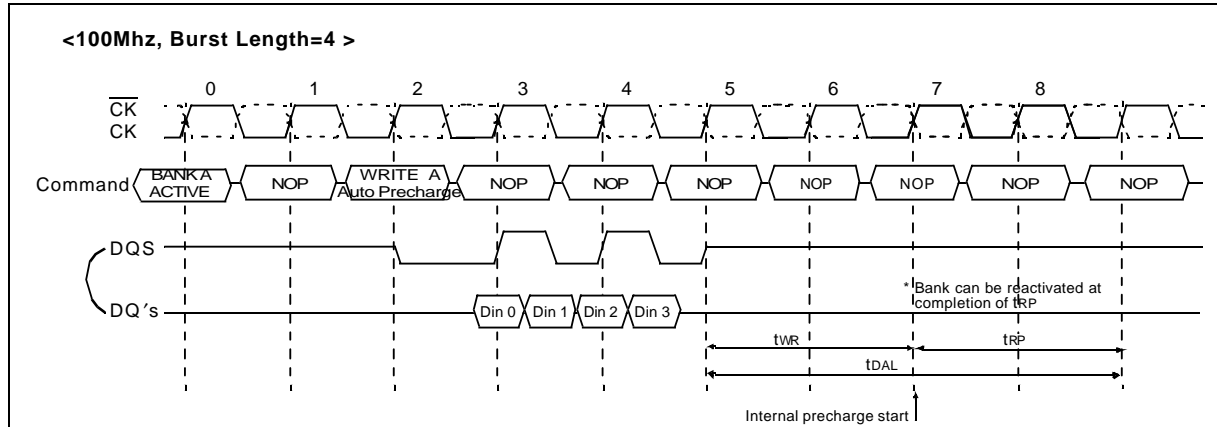 <100Mhz, Burst Length=4 >
0 1 2 3 4 5 6 7 8
CK
CK
Command
BANK A
ACTIVE
NOP
WRITE A
Auto Precharge
NOP
NOP
NOP
NOP
NOP
NOP
NOP
DQS
DQ's
Din 0
Din 1
Din 2
Din 3
* Bank can be reactivated at
completion of tRP
tWR
tRP
tDAL
Internal precharge start